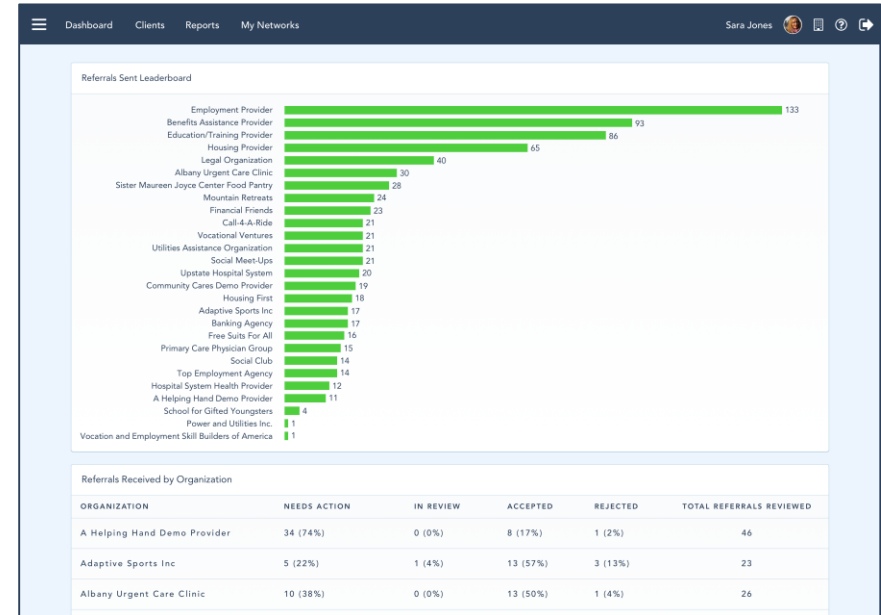 Dashboard Clients Reports My Networks Sara Jones
Referrals Sent Leaderboard
Employment Provider 133
Benefits Assistance Provider 93
Education/Training Provider 86
Housing Provider 65
Legal Organization 40
Albany Urgent Care Clinic 30
Sister Maureen Joyce Center Food Pantry 28
Mountain Retreats 24
Financial Friends 23
Call-4-A-Ride 21
Vocational Ventures 21
Utilities Assistance Organization 21
Social Meet-Ups 21
Upstate Hospital System 20
Community Cares Demo Provider 19
Housing First 18
Adaptive Sports Inc 17
Banking Agency 17
Free Suits For All 16
Primary Care Physician Group 15
Social Club 14
Top Employment Agency 14
Hospital System Health Provider 12
A Helping Hand Demo Provider 11
School for Gifted Youngsters 4
Power and Utilities Inc. 1
Vocation and Employment Skill Builders of America 1
Referrals Received by Organization
ORGANIZATION NEEDS ACTION IN REVIEW ACCEPTED REJECTED TOTAL REFERRALS REVIEWED
A Helping Hand Demo Provider 34 (74%) 0 (0%) 8 (17%) 1 (2%) 46
Adaptive Sports Inc 5 (22%) 1 (4%) 13 (57%) 3 (13%) 23
Albany Urgent Care Clinic 10 (38%) 0 (0%) 13 (50%) 1 (4%) 26